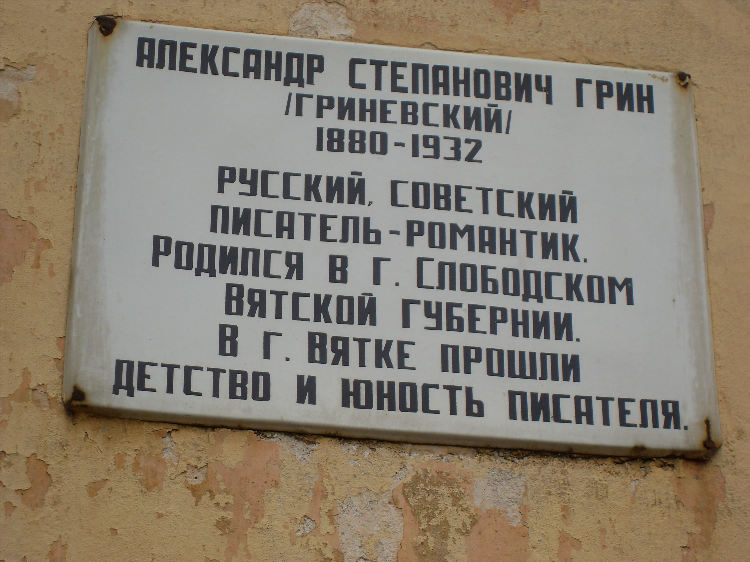 АЛЕКСАНДР СТЕПАНОВИЧ ГРИН
/ГРИНЕВСКИЙ/
1880-1932
РУССКИЙ, СОВЕТСКИЙ
ПИСАТЕЛЬ-РОМАНТИК.
РОДИЛСЯ В Г. СЛОБОДСКОМ
ВЯТСКОЙ ГУБЕРНИИ.
В Г. ВЯТКЕ ПРОШЛИ
ДЕТСТВО И ЮНОСТЬ ПИСАТЕЛЯ.